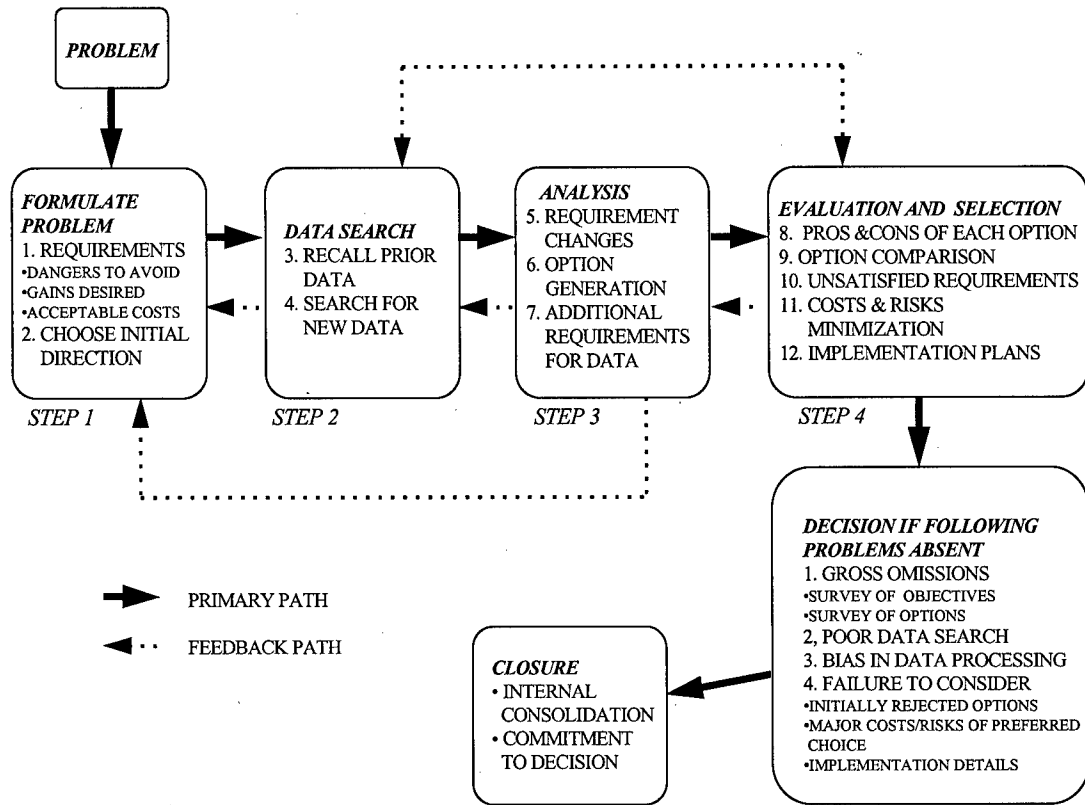 PROBLEM
FORMULATE
PROBLEM
1. REQUIREMENTS
•DANGERS TO AVOID
•GAINS DESIRED
•ACCEPTABLE COSTS
2. CHOOSE INITIAL
DIRECTION
STEP 1
DATA SEARCH
3. RECALL PRIOR
DATA
4. SEARCH FOR
NEW DATA
STEP 2
ANALYSIS
5. REQUIREMENT
CHANGES
6. OPTION
GENERATION
7. ADDITIONAL
REQUIREMENTS
FOR DATA
STEP 3
EVALUATION AND SELECTION
8. PROS &CONS OF EACH OPTION
9. OPTION COMPARISON
10. UNSATISFIED REQUIREMENTS
11. COSTS & RISKS
MINIMIZATION
12. IMPLEMENTATION PLANS
STEP 4
DECISION IF FOLLOWING
PROBLEMS ABSENT
1. GROSS OMISSIONS
•SURVEY OF OBJECTIVES
•SURVEY OF OPTIONS
2, POOR DATA SEARCH
3. BIAS IN DATA PROCESSING
4. FAILURE TO CONSIDER
•INITIALLY REJECTED OPTIONS
•MAJOR COSTS/RISKS OF PREFERRED
CHOICE
•IMPLEMENTATION DETAILS
CLOSURE
• INTERNAL
CONSOLIDATION
• COMMITMENT
TO DECISION
PRIMARY PATH
FEEDBACK PATH